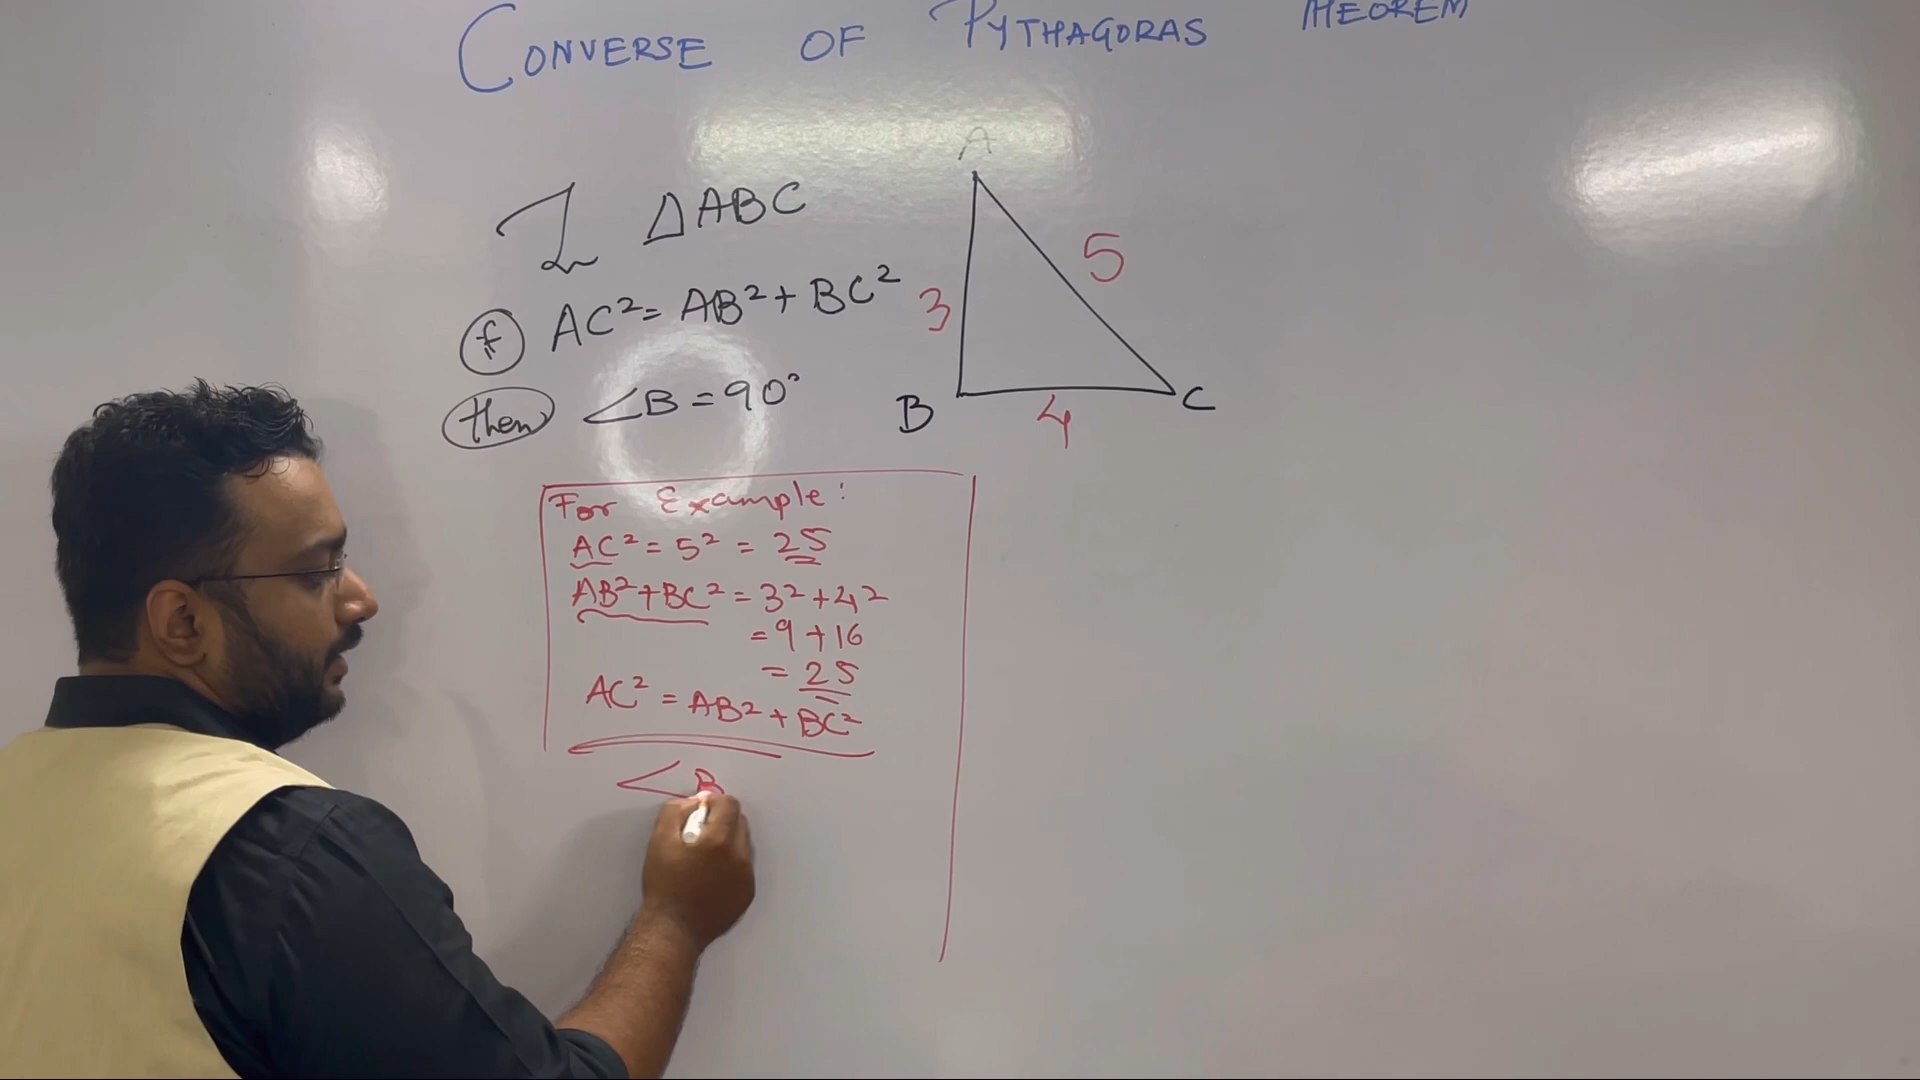 CONVERSE OF PYTHAGORAS THEOREM
In △ABC
if AC² = AB² + BC²
then ∠B = 90°
A
5
3
B
4
C
For Example:
AC² = 5² = 25
AB² + BC² = 3² + 4²
= 9 + 16
= 25
AC² = AB² + BC²
∠B